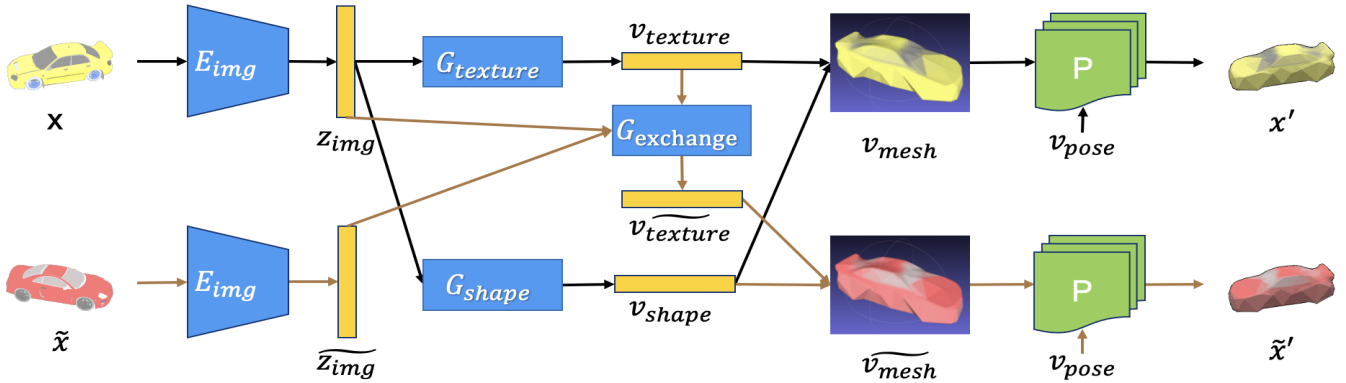 x
E_img
z_img
G_texture
v_texture
G_exchange
v_texture~
v_mesh
P
v_pose
x′
x̃
E_img
z_img~
G_shape
v_shape
v_mesh~
P
v_pose
x̃′